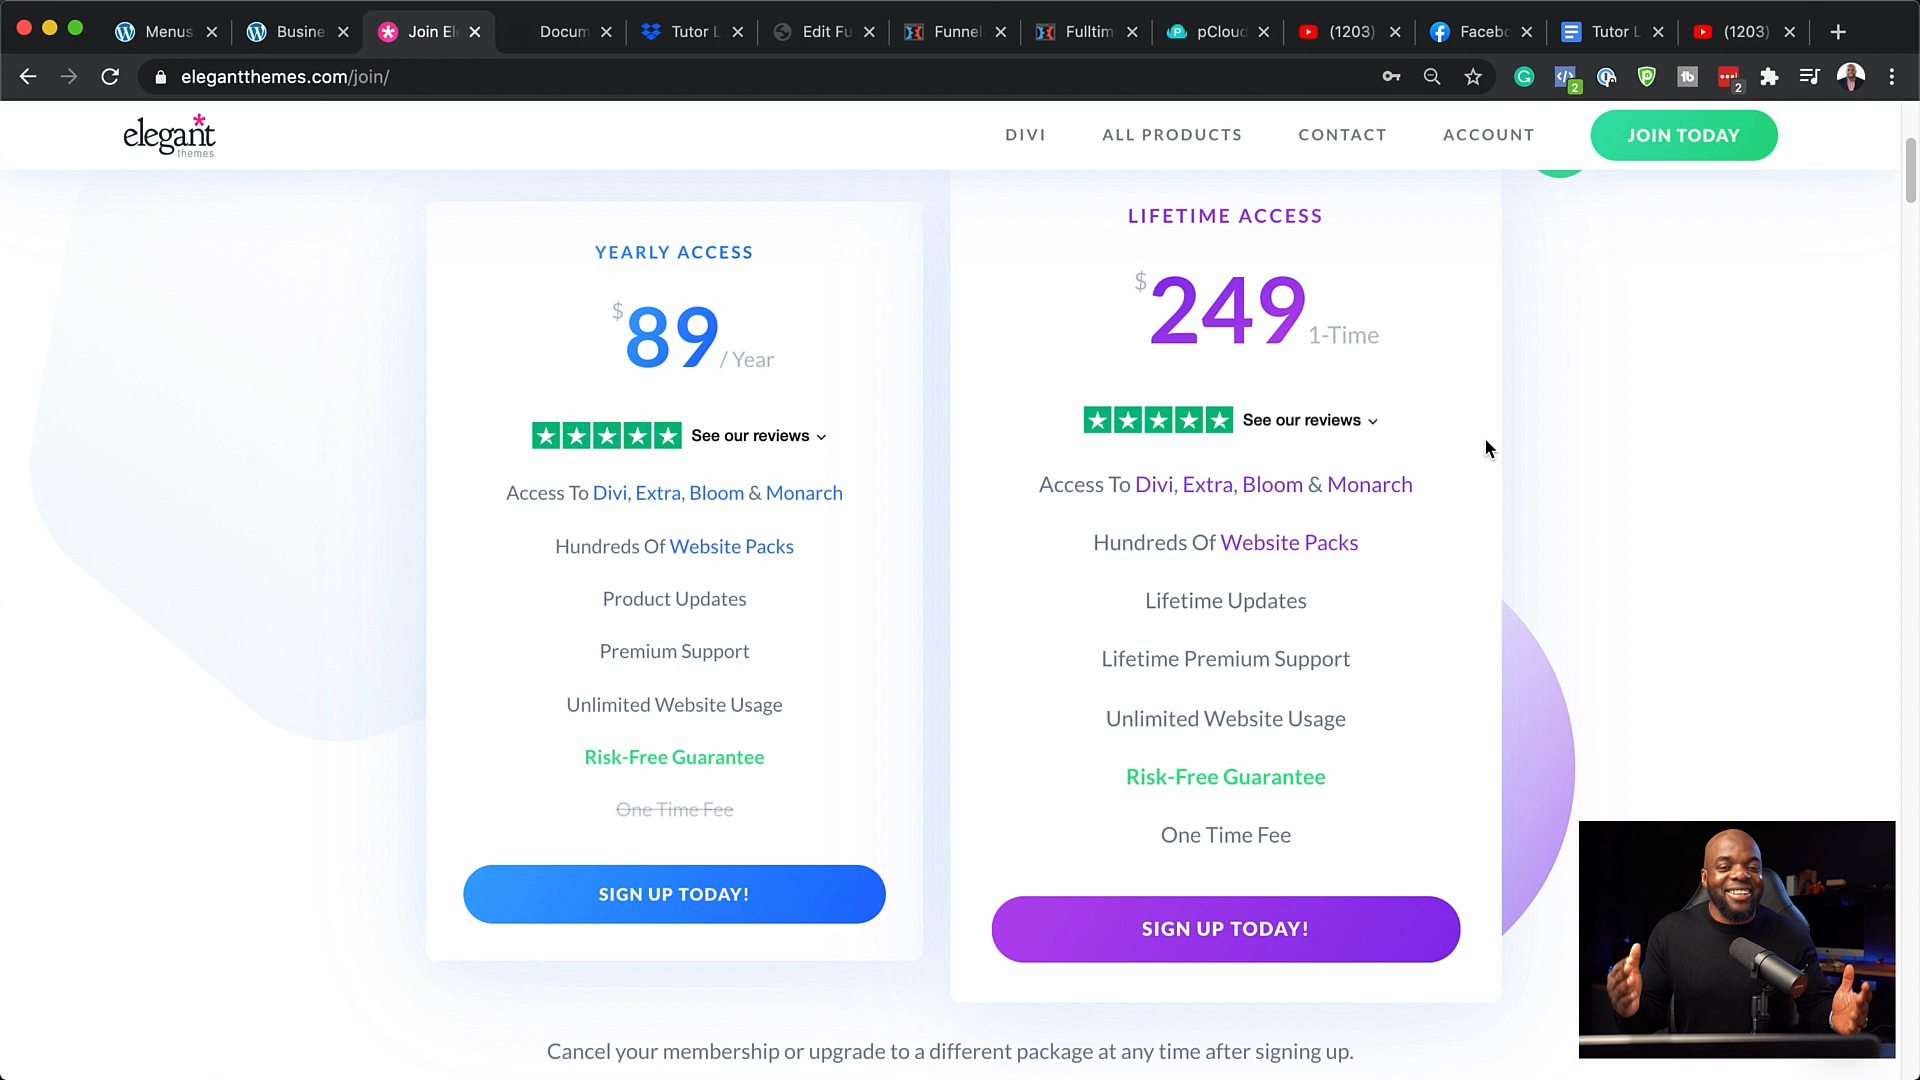 Menus
Busine
Join El
Docum
Tutor L
Edit Fu
Funnel
Fulltim
pCloud
(1203)
Facebo
Tutor L
(1203)
elegantthemes.com/join/
2
2
elegant
themes
DIVI
ALL PRODUCTS
CONTACT
ACCOUNT
JOIN TODAY
YEARLY ACCESS
$89 / Year
See our reviews
Access To Divi, Extra, Bloom & Monarch
Hundreds Of Website Packs
Product Updates
Premium Support
Unlimited Website Usage
Risk-Free Guarantee
One Time Fee
SIGN UP TODAY!
LIFETIME ACCESS
$249 1-Time
See our reviews
Access To Divi, Extra, Bloom & Monarch
Hundreds Of Website Packs
Lifetime Updates
Lifetime Premium Support
Unlimited Website Usage
Risk-Free Guarantee
One Time Fee
SIGN UP TODAY!
Cancel your membership or upgrade to a different package at any time after signing up.